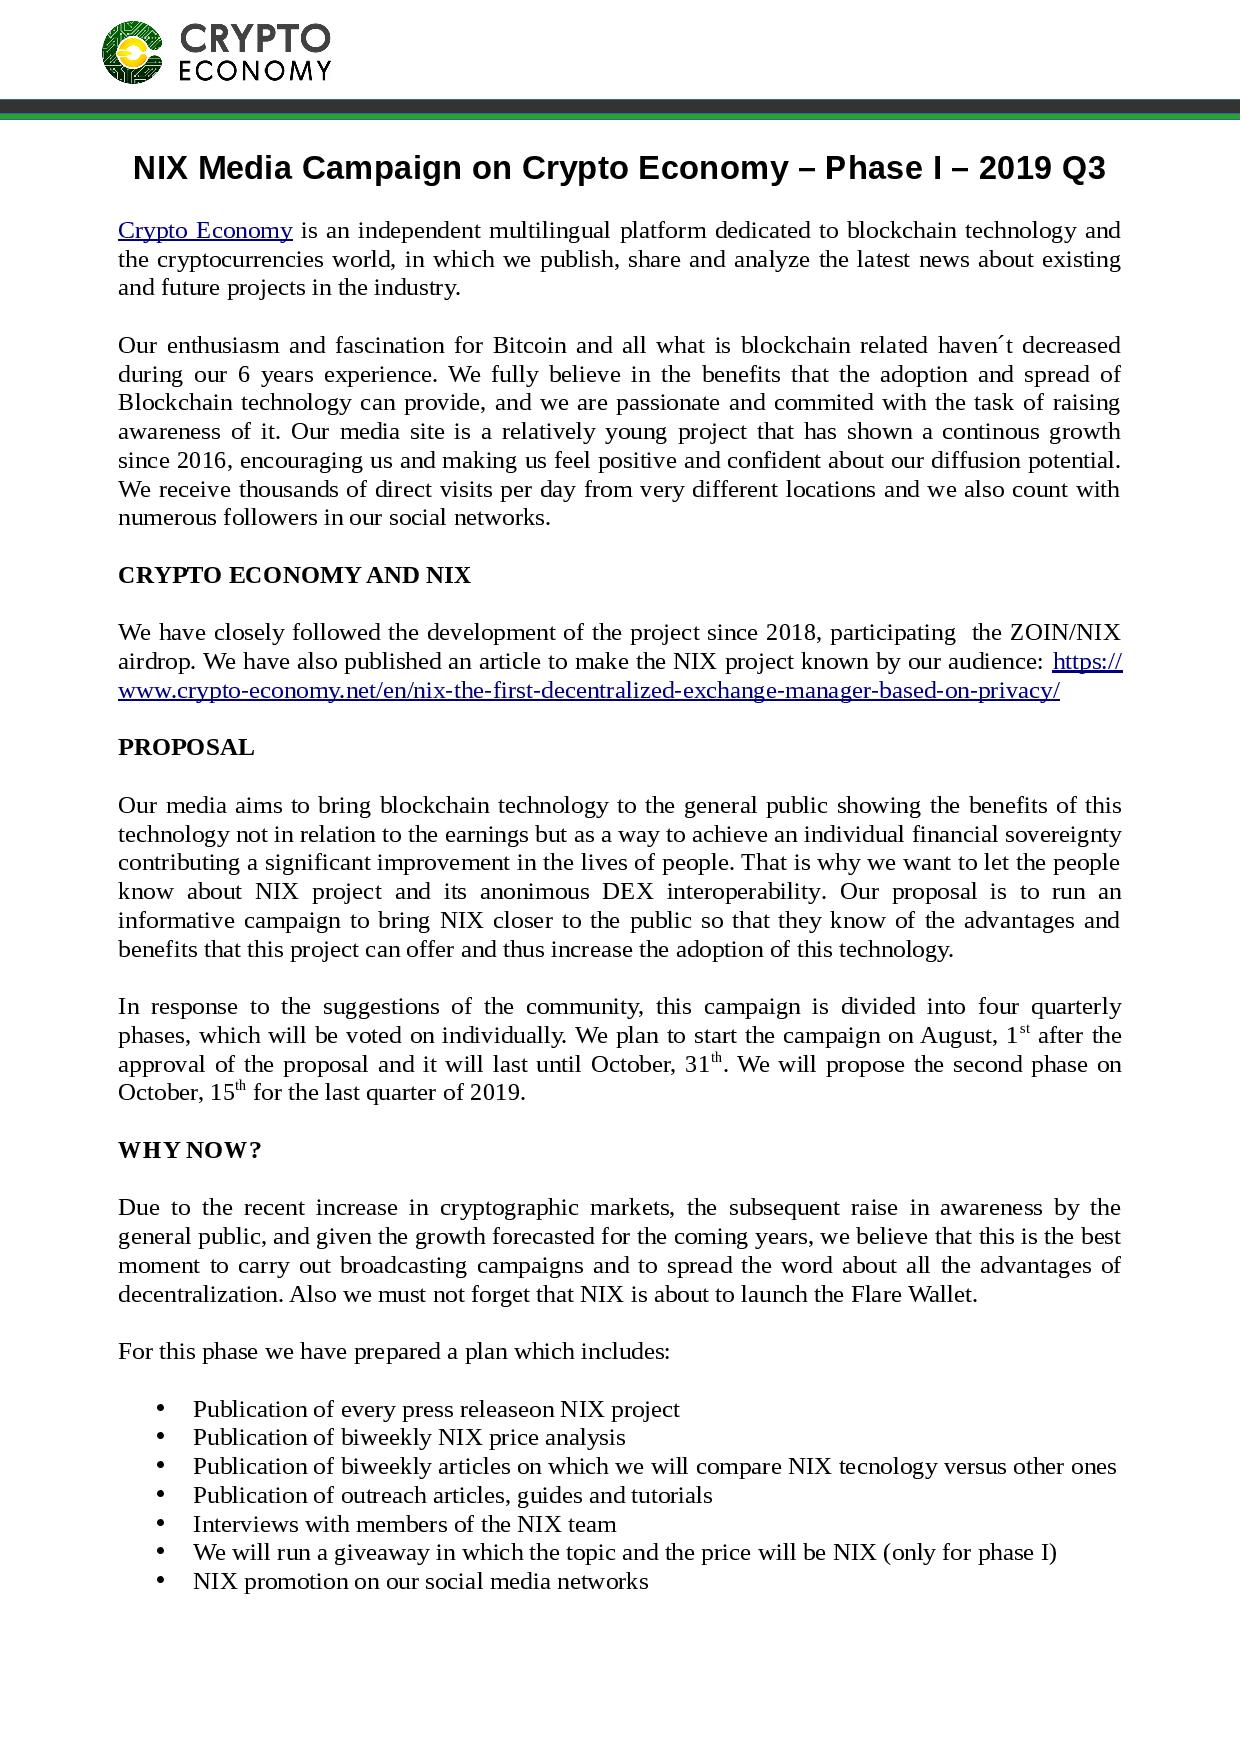 CRYPTO
ECONOMY
NIX Media Campaign on Crypto Economy – Phase I – 2019 Q3
Crypto Economy is an independent multilingual platform dedicated to blockchain technology and
the cryptocurrencies world, in which we publish, share and analyze the latest news about existing
and future projects in the industry.
Our enthusiasm and fascination for Bitcoin and all what is blockchain related haven´t decreased
during our 6 years experience. We fully believe in the benefits that the adoption and spread of
Blockchain technology can provide, and we are passionate and commited with the task of raising
awareness of it. Our media site is a relatively young project that has shown a continous growth
since 2016, encouraging us and making us feel positive and confident about our diffusion potential.
We receive thousands of direct visits per day from very different locations and we also count with
numerous followers in our social networks.
CRYPTO ECONOMY AND NIX
We have closely followed the development of the project since 2018, participating  the ZOIN/NIX
airdrop. We have also published an article to make the NIX project known by our audience: https://
www.crypto-economy.net/en/nix-the-first-decentralized-exchange-manager-based-on-privacy/
PROPOSAL
Our media aims to bring blockchain technology to the general public showing the benefits of this
technology not in relation to the earnings but as a way to achieve an individual financial sovereignty
contributing a significant improvement in the lives of people. That is why we want to let the people
know about NIX project and its anonimous DEX interoperability. Our proposal is to run an
informative campaign to bring NIX closer to the public so that they know of the advantages and
benefits that this project can offer and thus increase the adoption of this technology.
In response to the suggestions of the community, this campaign is divided into four quarterly
phases, which will be voted on individually. We plan to start the campaign on August, 1st after the
approval of the proposal and it will last until October, 31th. We will propose the second phase on
October, 15th for the last quarter of 2019.
WHY NOW?
Due to the recent increase in cryptographic markets, the subsequent raise in awareness by the
general public, and given the growth forecasted for the coming years, we believe that this is the best
moment to carry out broadcasting campaigns and to spread the word about all the advantages of
decentralization. Also we must not forget that NIX is about to launch the Flare Wallet.
For this phase we have prepared a plan which includes:
• Publication of every press releaseon NIX project
• Publication of biweekly NIX price analysis
• Publication of biweekly articles on which we will compare NIX tecnology versus other ones
• Publication of outreach articles, guides and tutorials
• Interviews with members of the NIX team
• We will run a giveaway in which the topic and the price will be NIX (only for phase I)
• NIX promotion on our social media networks